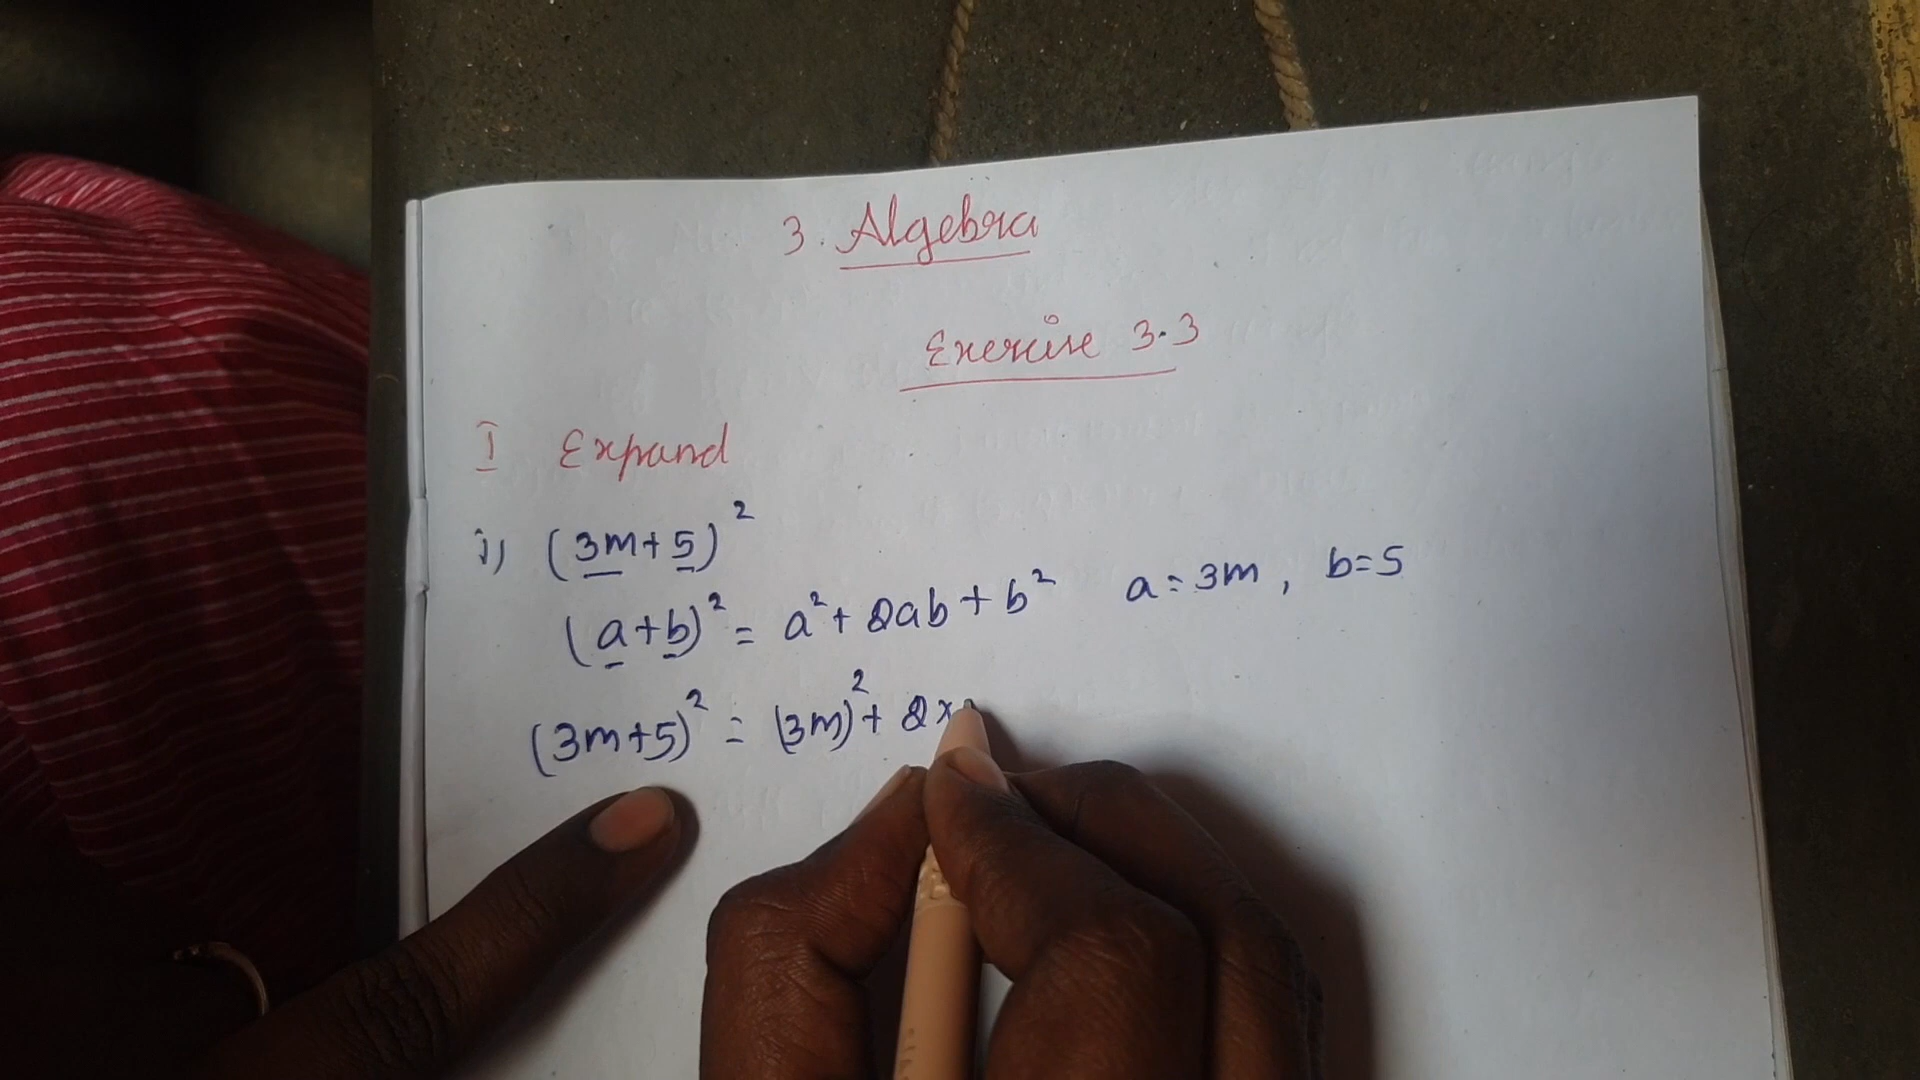 3. Algebra
Exercise 3.3
I Expand
i) (3m+5)²
(a+b)² = a² + 2ab + b² a = 3m, b=5
(3m+5)² = (3m)² + 2×